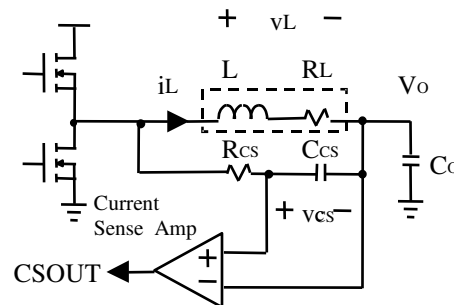 + vL −
iL L RL VO
RCS CCS CO
+ vcs −
Current
Sense Amp
+
−
CSOUT